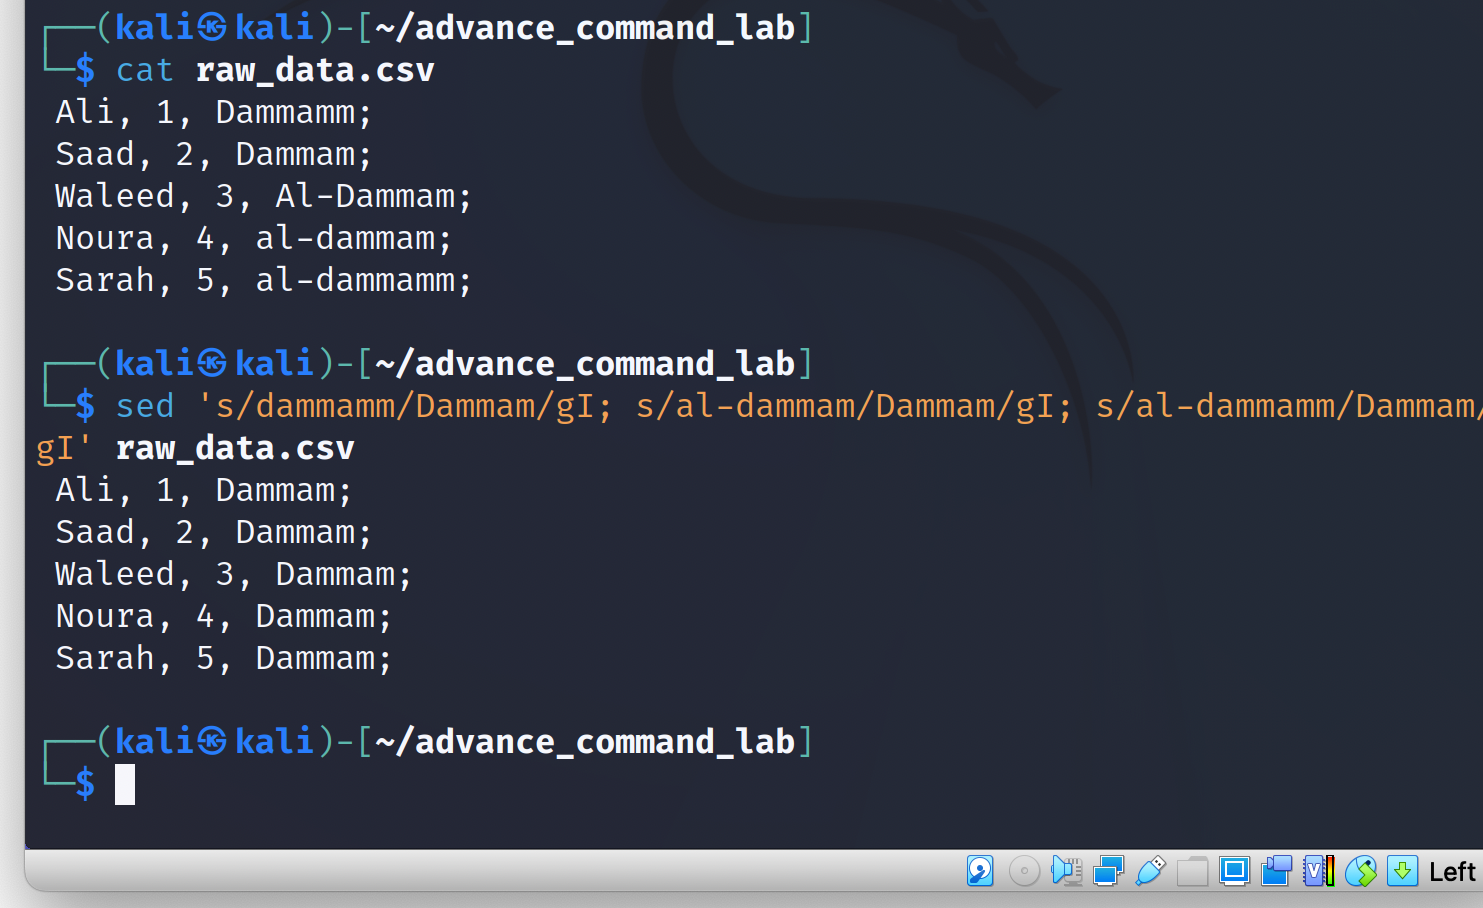 ┌──(kali㉿kali)-[~/advance_command_lab]
└─$ cat raw_data.csv
Ali, 1, Dammamm;
Saad, 2, Dammam;
Waleed, 3, Al-Dammam;
Noura, 4, al-dammam;
Sarah, 5, al-dammamm;
┌──(kali㉿kali)-[~/advance_command_lab]
└─$ sed 's/dammamm/Dammam/gI; s/al-dammam/Dammam/gI; s/al-dammamm/Dammam/
gI' raw_data.csv
Ali, 1, Dammam;
Saad, 2, Dammam;
Waleed, 3, Dammam;
Noura, 4, Dammam;
Sarah, 5, Dammam;
┌──(kali㉿kali)-[~/advance_command_lab]
└─$
Left